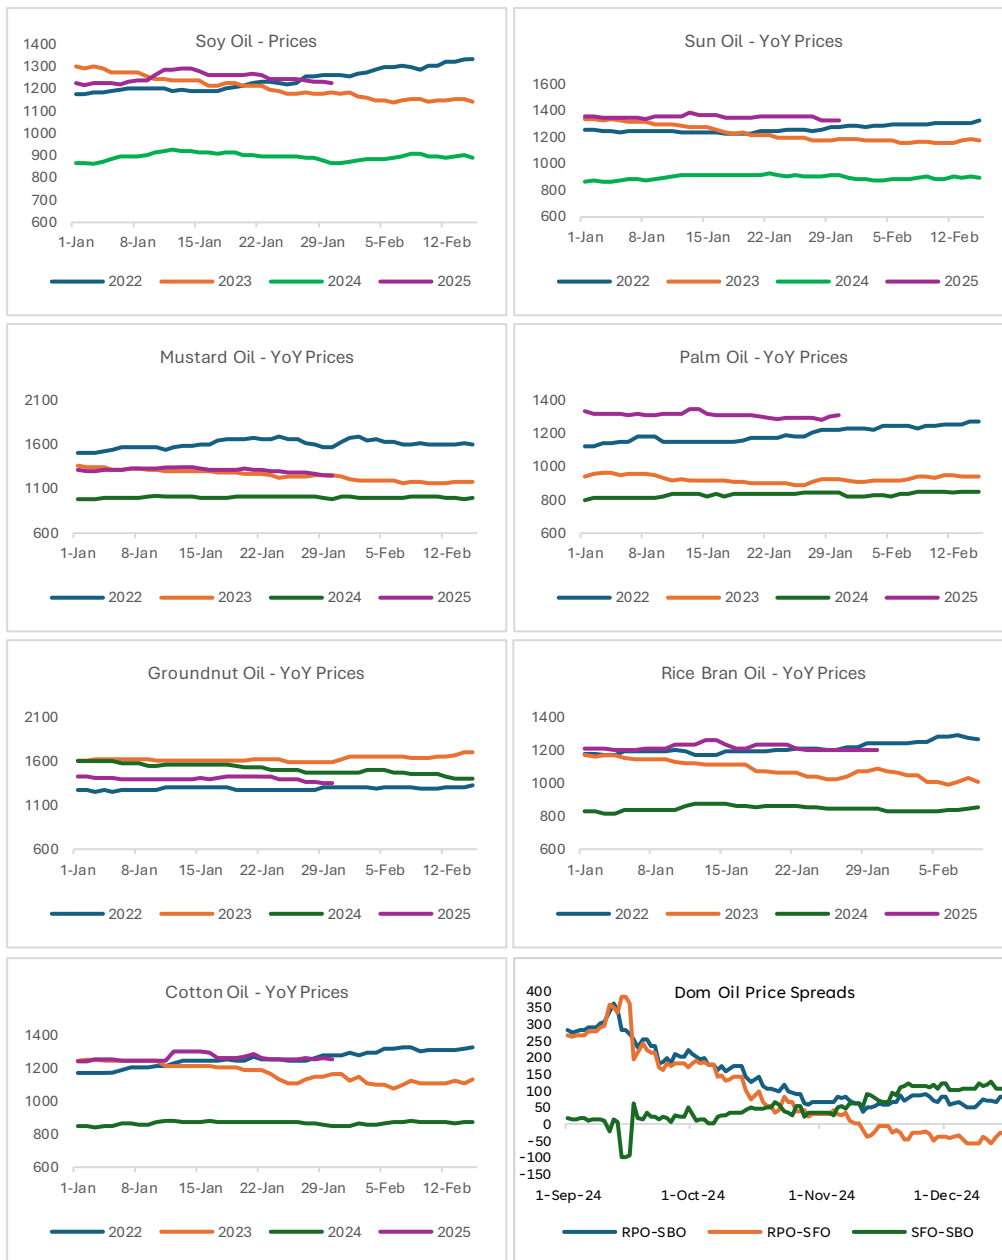 Soy Oil - Prices
1400
1300
1200
1100
1000
900
800
700
600
1-Jan 8-Jan 15-Jan 22-Jan 29-Jan 5-Feb 12-Feb
2022 2023 2024 2025
Sun Oil - YoY Prices
1600
1400
1200
1000
800
600
1-Jan 8-Jan 15-Jan 22-Jan 29-Jan 5-Feb 12-Feb
2022 2023 2024 2025
Mustard Oil - YoY Prices
2100
1600
1100
600
1-Jan 8-Jan 15-Jan 22-Jan 29-Jan 5-Feb 12-Feb
2022 2023 2024 2025
Palm Oil - YoY Prices
1400
1200
1000
800
600
1-Jan 8-Jan 15-Jan 22-Jan 29-Jan 5-Feb 12-Feb
2022 2023 2024 2025
Groundnut Oil - YoY Prices
2100
1600
1100
600
1-Jan 8-Jan 15-Jan 22-Jan 29-Jan 5-Feb 12-Feb
2022 2023 2024 2025
Rice Bran Oil - YoY Prices
1400
1200
1000
800
600
1-Jan 8-Jan 15-Jan 22-Jan 29-Jan 5-Feb
2022 2023 2024 2025
Cotton Oil - YoY Prices
1400
1200
1000
800
600
1-Jan 8-Jan 15-Jan 22-Jan 29-Jan 5-Feb 12-Feb
2022 2023 2024 2025
Dom Oil Price Spreads
400
350
300
250
200
150
100
50
0
-50
-100
-150
1-Sep-24 1-Oct-24 1-Nov-24 1-Dec-24
RPO-SBO RPO-SFO SFO-SBO